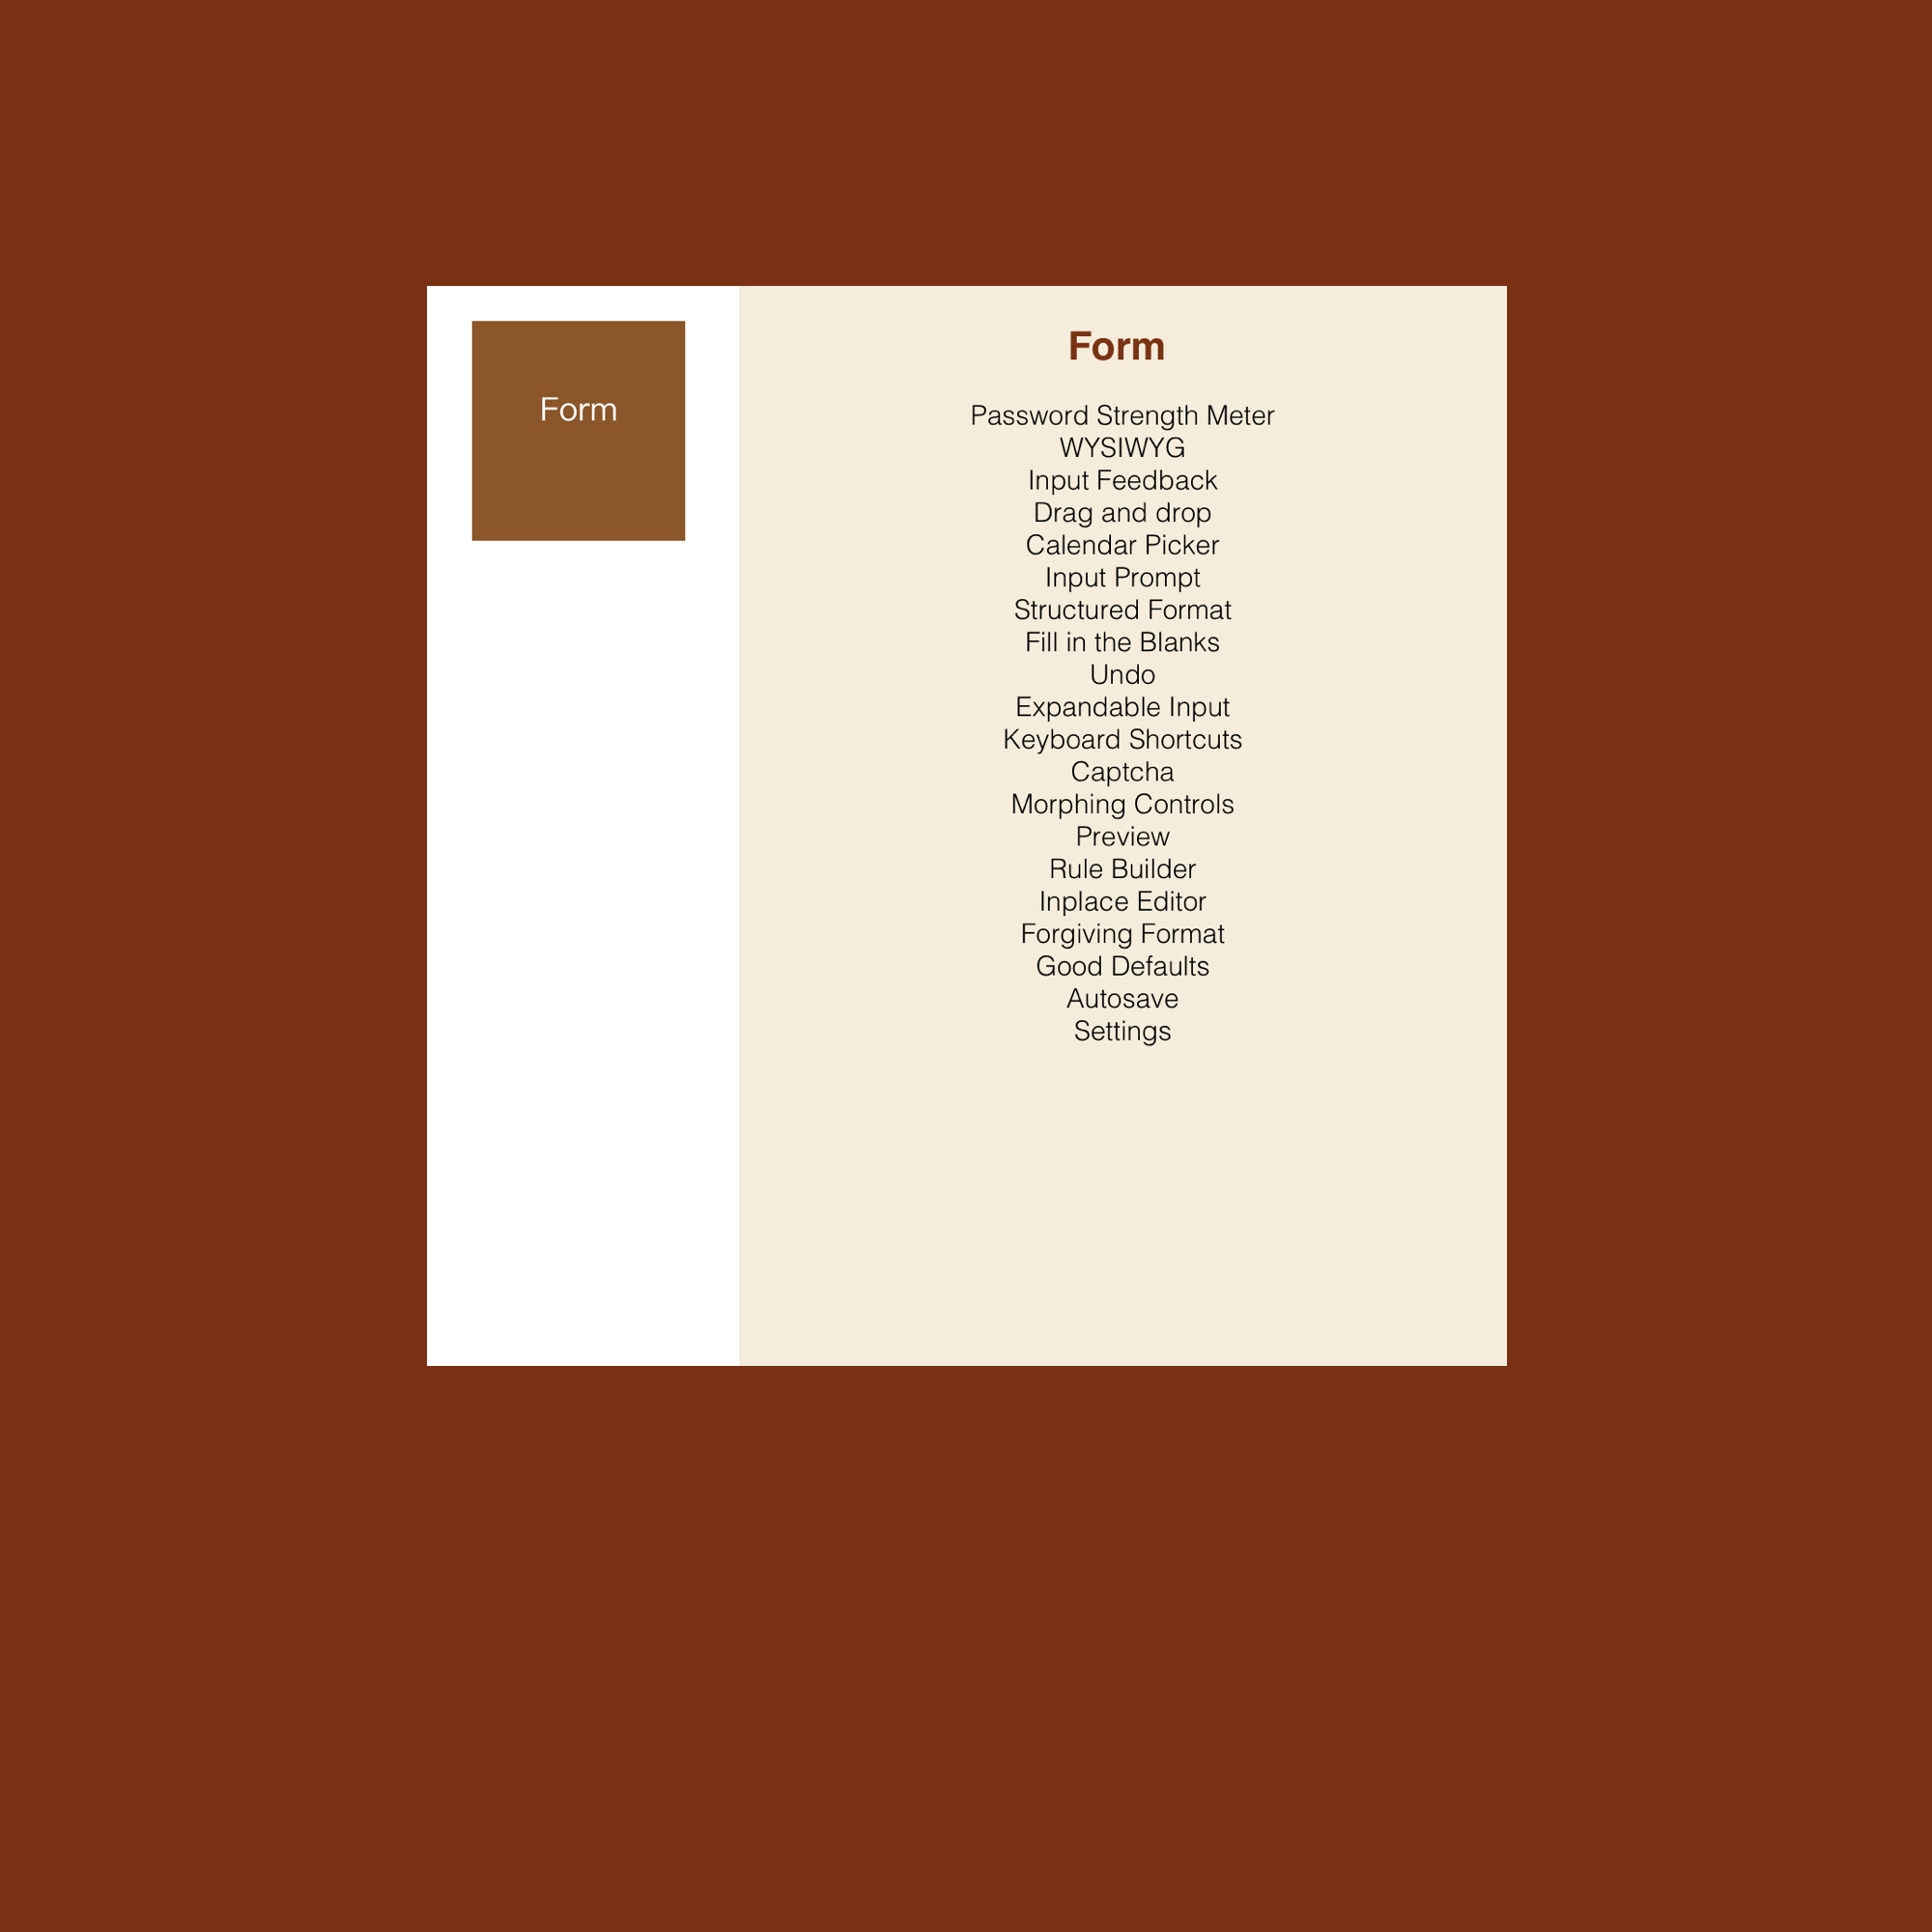 Form
Form
Password Strength Meter
WYSIWYG
Input Feedback
Drag and drop
Calendar Picker
Input Prompt
Structured Format
Fill in the Blanks
Undo
Expandable Input
Keyboard Shortcuts
Captcha
Morphing Controls
Preview
Rule Builder
Inplace Editor
Forgiving Format
Good Defaults
Autosave
Settings